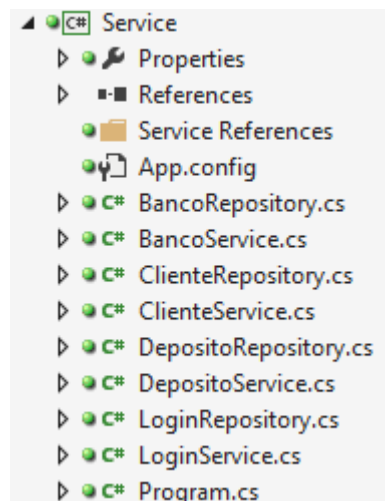 C# Service
Properties
References
Service References
App.config
C# BancoRepository.cs
C# BancoService.cs
C# ClienteRepository.cs
C# ClienteService.cs
C# DepositoRepository.cs
C# DepositoService.cs
C# LoginRepository.cs
C# LoginService.cs
C# Program.cs